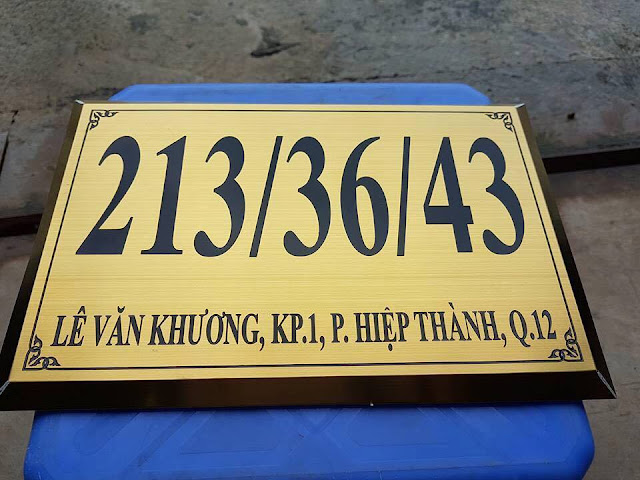 213/36/43
LÊ VĂN KHƯƠNG, KP.1, P. HIỆP THÀNH, Q.12